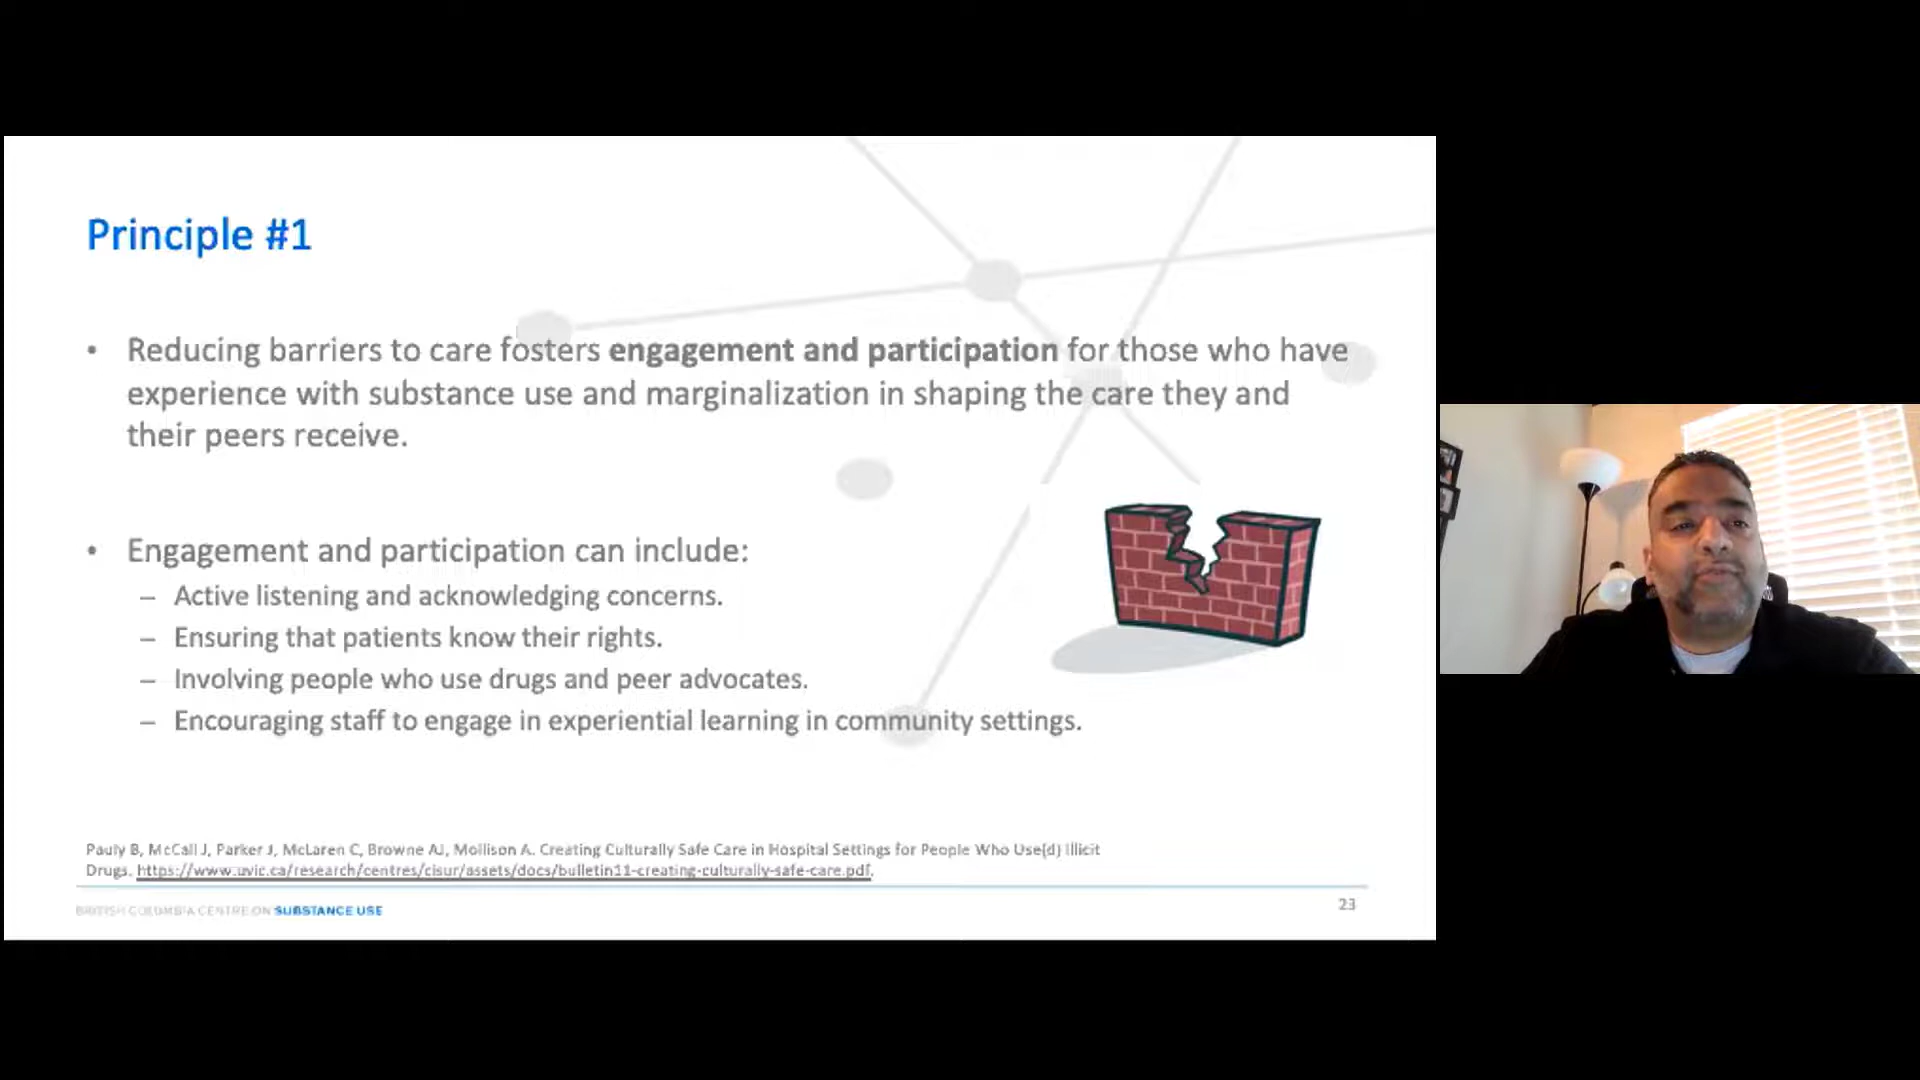 Principle #1
• Reducing barriers to care fosters engagement and participation for those who have
experience with substance use and marginalization in shaping the care they and
their peers receive.
• Engagement and participation can include:
– Active listening and acknowledging concerns.
– Ensuring that patients know their rights.
– Involving people who use drugs and peer advocates.
– Encouraging staff to engage in experiential learning in community settings.
Pauly B, McCall J, Parker J, McLaren C, Browne AJ, Mollison A. Creating Culturally Safe Care in Hospital Settings for People Who Use(d) Illicit
Drugs. https://www.uvic.ca/research/centres/cisur/assets/docs/bulletin11-creating-culturally-safe-care.pdf.
BRITISH COLUMBIA CENTRE ON SUBSTANCE USE
23